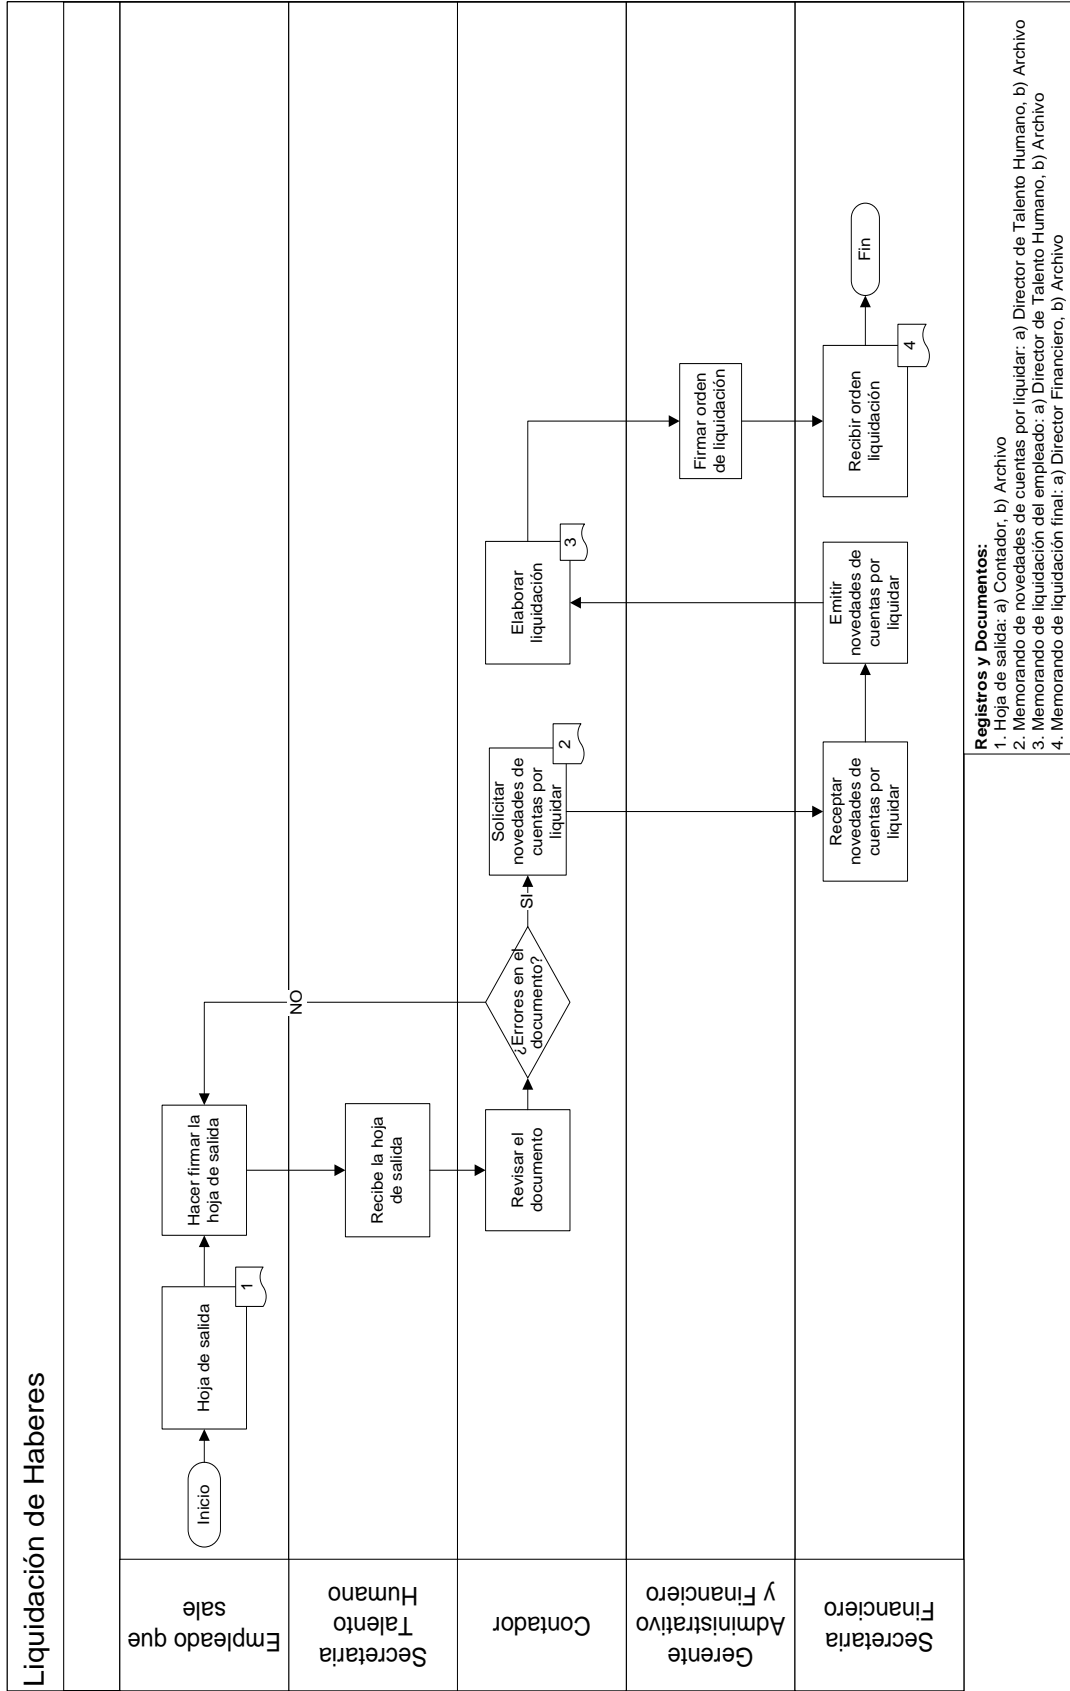 Liquidación de Haberes
Empleado que
sale
Inicio
Hoja de salida
1
Hacer firmar la
hoja de salida
NO
Secretaria
Talento
Humano
Recibe la hoja
de salida
Contador
Revisar el
documento
¿Errores en el
documento?
SI
Solicitar
novedades de
cuentas por
liquidar
2
Elaborar
liquidación
3
Gerente
Administrativo
y Financiero
Firmar orden
de liquidación
Secretaria
Financiero
Receptar
novedades de
cuentas por
liquidar
Emitir
novedades de
cuentas por
liquidar
Recibir orden
liquidación
4
Fin
Registros y Documentos:
1. Hoja de salida: a) Contador, b) Archivo
2. Memorando de novedades de cuentas por liquidar: a) Director de Talento Humano, b) Archivo
3. Memorando de liquidación del empleado: a) Director de Talento Humano, b) Archivo
4. Memorando de liquidación final: a) Director Financiero, b) Archivo